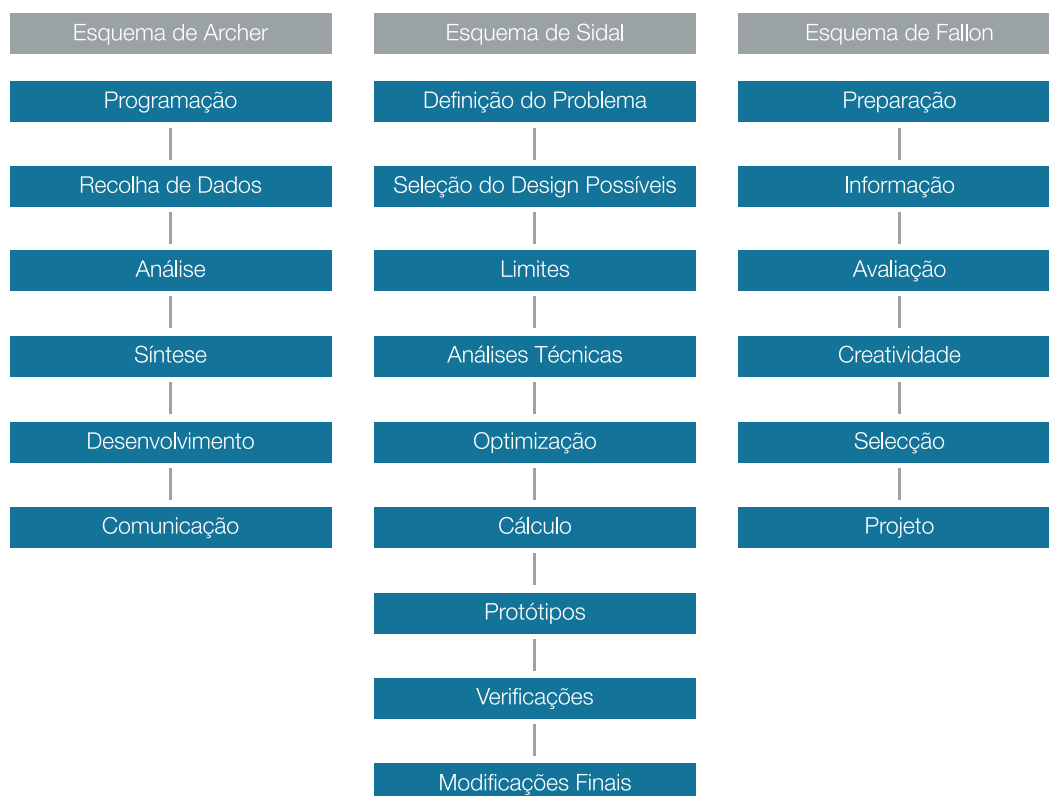 Esquema de Archer
Programação
Recolha de Dados
Análise
Síntese
Desenvolvimento
Comunicação
Esquema de Sidal
Definição do Problema
Seleção do Design Possíveis
Limites
Análises Técnicas
Optimização
Cálculo
Protótipos
Verificações
Modificações Finais
Esquema de Fallon
Preparação
Informação
Avaliação
Creatividade
Selecção
Projeto